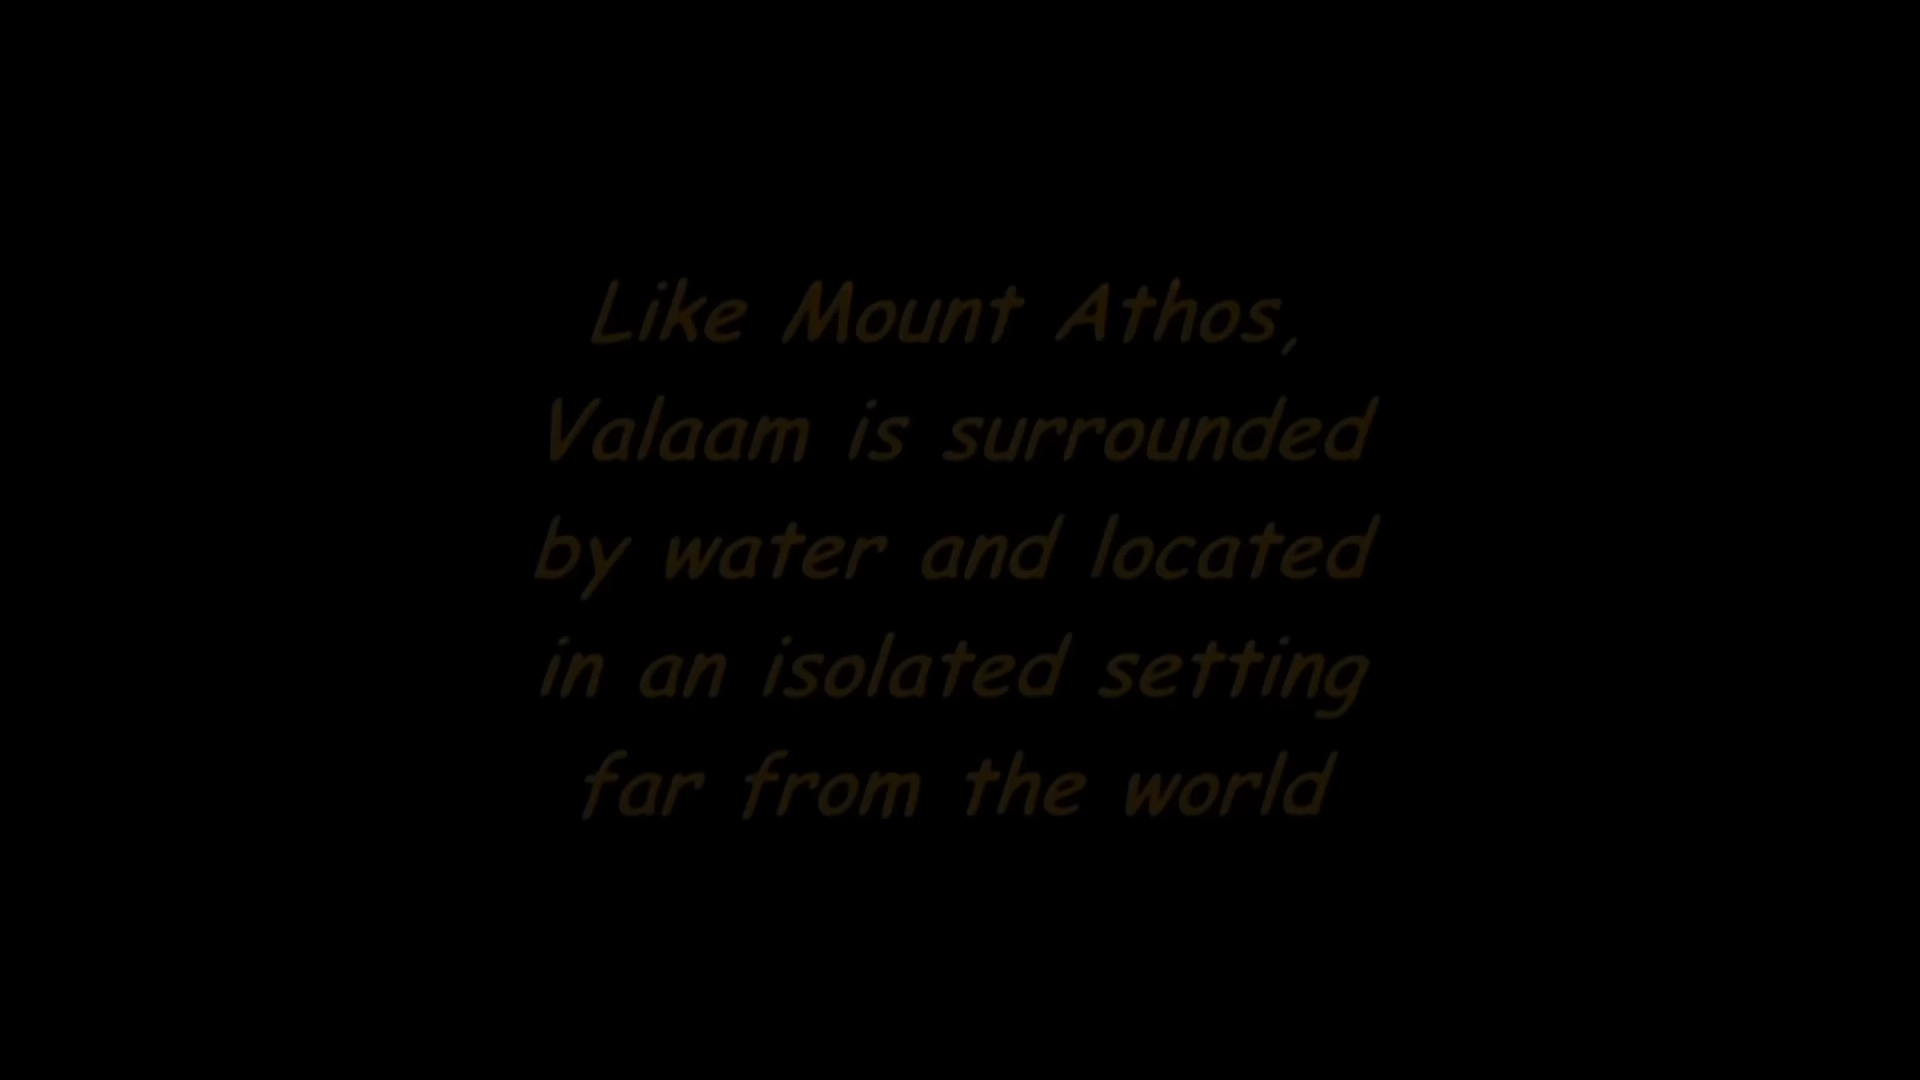 Like Mount Athos,
Valaam is surrounded
by water and located
in an isolated setting
far from the world